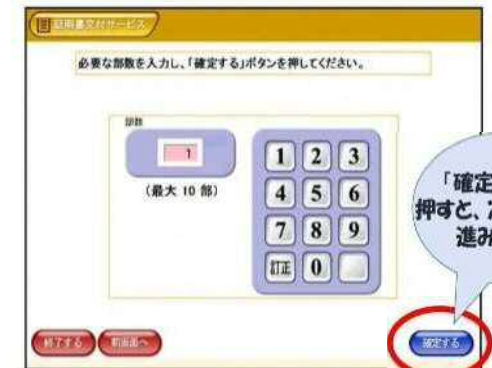 証明書交付サービス
必要な部数を入力し、「確定する」ボタンを押してください。
部数
1
（最大 10 部）
1 2 3
4 5 6
7 8 9
訂正 0
「確定
押すと、
進み
終了する 前画面へ 確定する